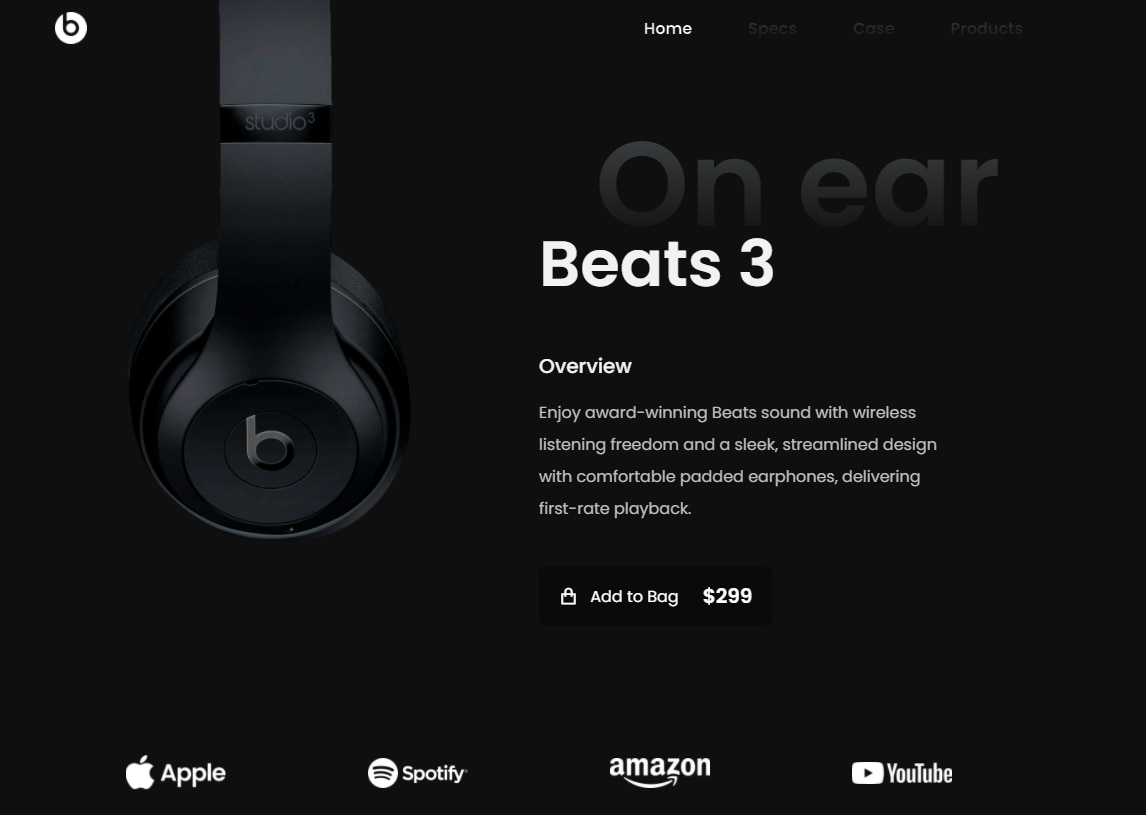 Home Specs Case Products
studio3
On ear
Beats 3
Overview
Enjoy award-winning Beats sound with wireless
listening freedom and a sleek, streamlined design
with comfortable padded earphones, delivering
first-rate playback.
Add to Bag $299
Apple Spotify amazon YouTube